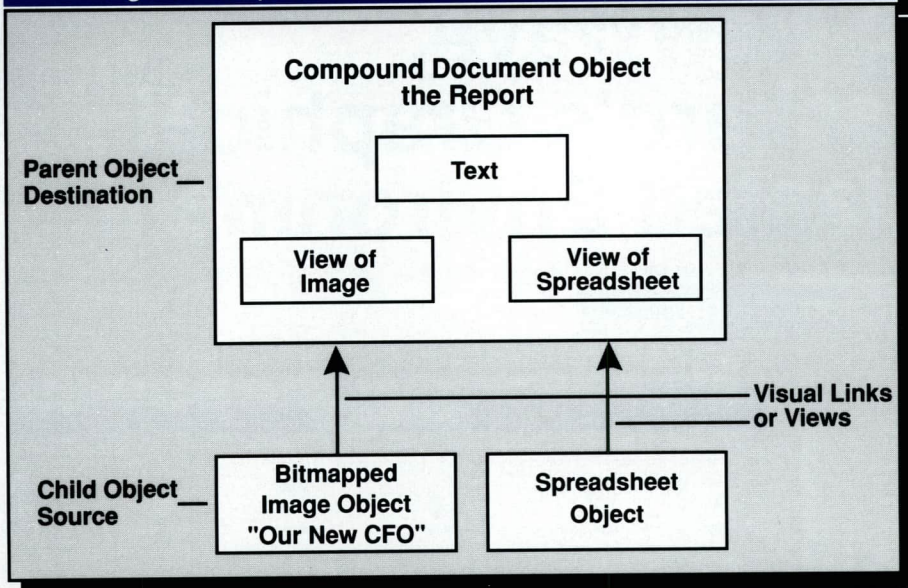 Compound Document Object
the Report
Text
Parent Object
Destination
View of
Image
View of
Spreadsheet
Visual Links
or Views
Child Object
Source
Bitmapped
Image Object
"Our New CFO"
Spreadsheet
Object